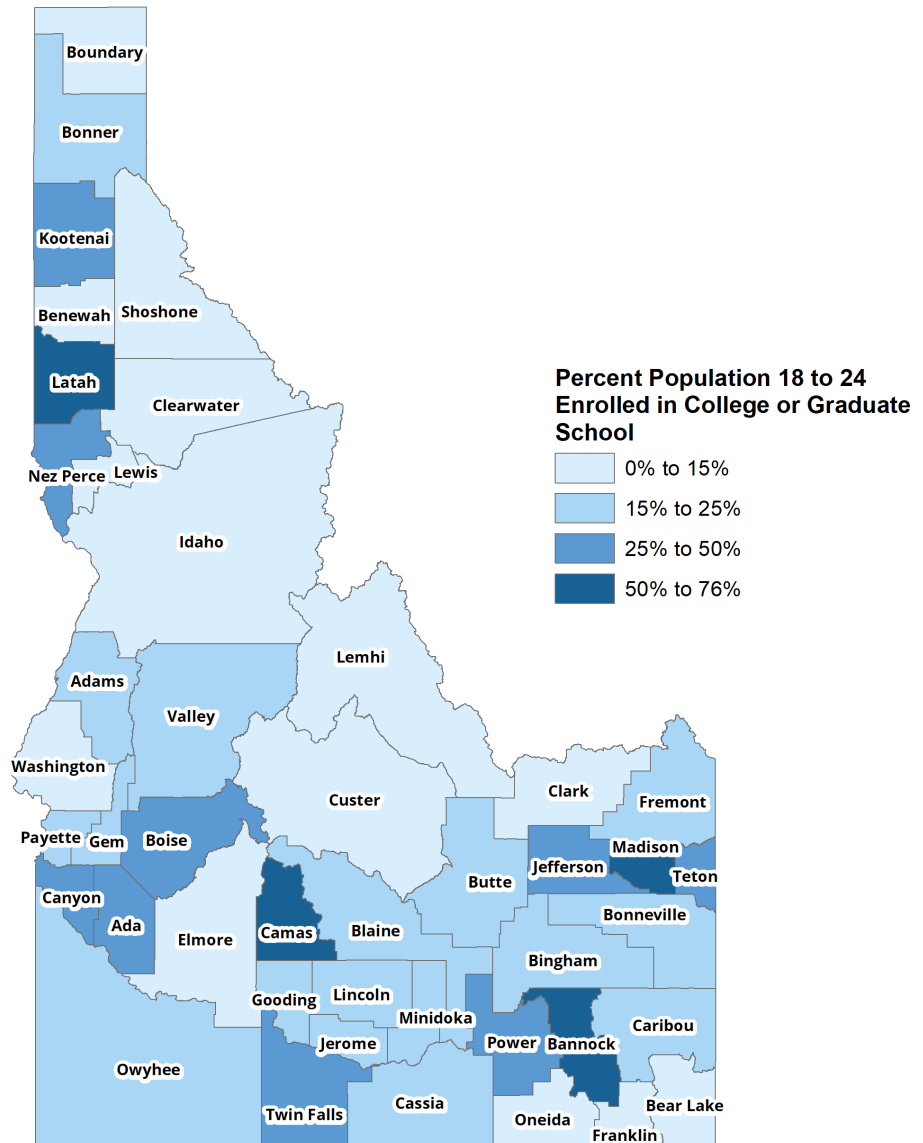 Boundary
Bonner
Kootenai
Benewah
Shoshone
Latah
Percent Population 18 to 24
Enrolled in College or Graduate
School
0% to 15%
15% to 25%
25% to 50%
50% to 76%
Clearwater
Nez Perce
Lewis
Idaho
Lemhi
Adams
Valley
Washington
Custer
Clark
Fremont
Payette
Gem
Boise
Madison
Jefferson
Teton
Butte
Canyon
Ada
Elmore
Camas
Blaine
Bonneville
Bingham
Gooding
Lincoln
Minidoka
Caribou
Jerome
Power
Bannock
Owyhee
Twin Falls
Cassia
Oneida
Bear Lake
Franklin